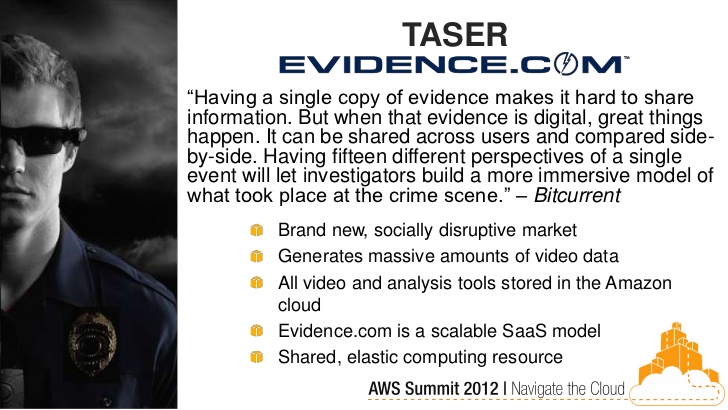 TASER
EVIDENCE.COM™
“Having a single copy of evidence makes it hard to share
information. But when that evidence is digital, great things
happen. It can be shared across users and compared side-
by-side. Having fifteen different perspectives of a single
event will let investigators build a more immersive model of
what took place at the crime scene.” – Bitcurrent
Brand new, socially disruptive market
Generates massive amounts of video data
All video and analysis tools stored in the Amazon
cloud
Evidence.com is a scalable SaaS model
Shared, elastic computing resource
AWS Summit 2012 | Navigate the Cloud